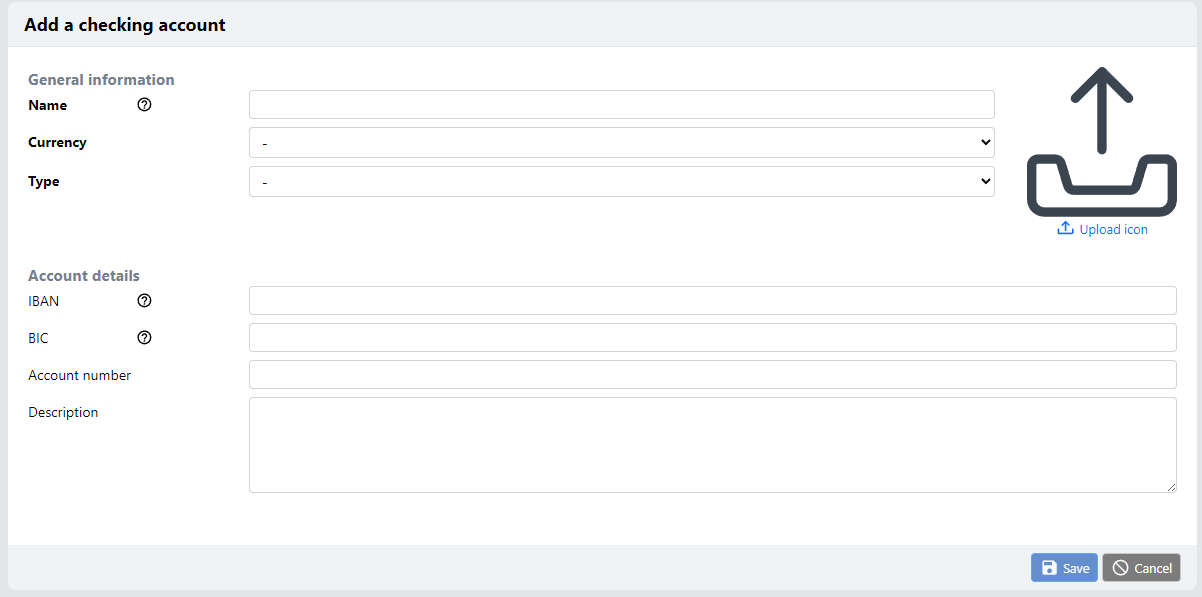 Add a checking account
General information
Name
Currency
-
Type
-
Upload icon
Account details
IBAN
BIC
Account number
Description
Save
Cancel